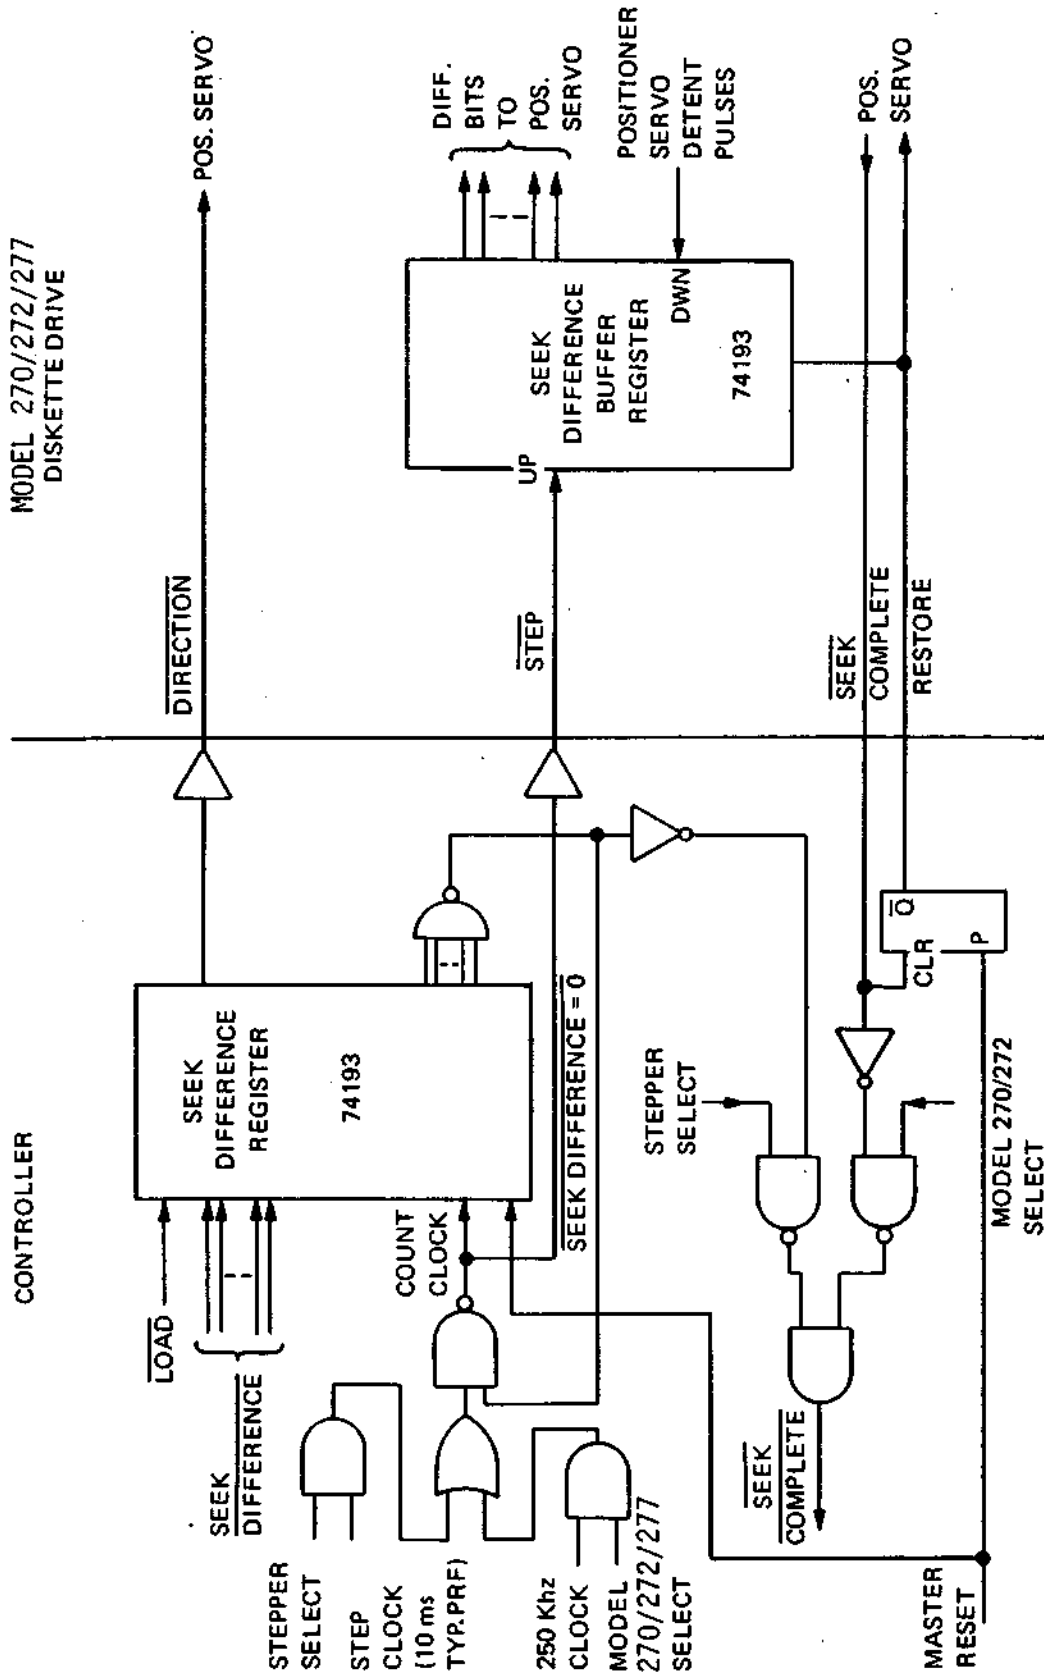 MODEL 270/272/277
DISKETTE DRIVE
CONTROLLER
DIRECTION
POS. SERVO
LOAD
SEEK
DIFFERENCE
SEEK
DIFFERENCE
REGISTER
74193
COUNT
CLOCK
SEEK DIFFERENCE = 0
STEPPER
SELECT
STEP
CLOCK
(10 ms
TYP.PRF)
250 Khz
CLOCK
MODEL
270/272/277
SELECT
STEP
UP
SEEK
DIFFERENCE
BUFFER
REGISTER
74193
DWN
DIFF.
BITS
TO
POS.
SERVO
POSITIONER
SERVO
DETENT
PULSES
STEPPER
SELECT
SEEK
COMPLETE
SEEK
COMPLETE
RESTORE
POS.
SERVO
Q
CLR
P
MODEL 270/272
SELECT
MASTER
RESET